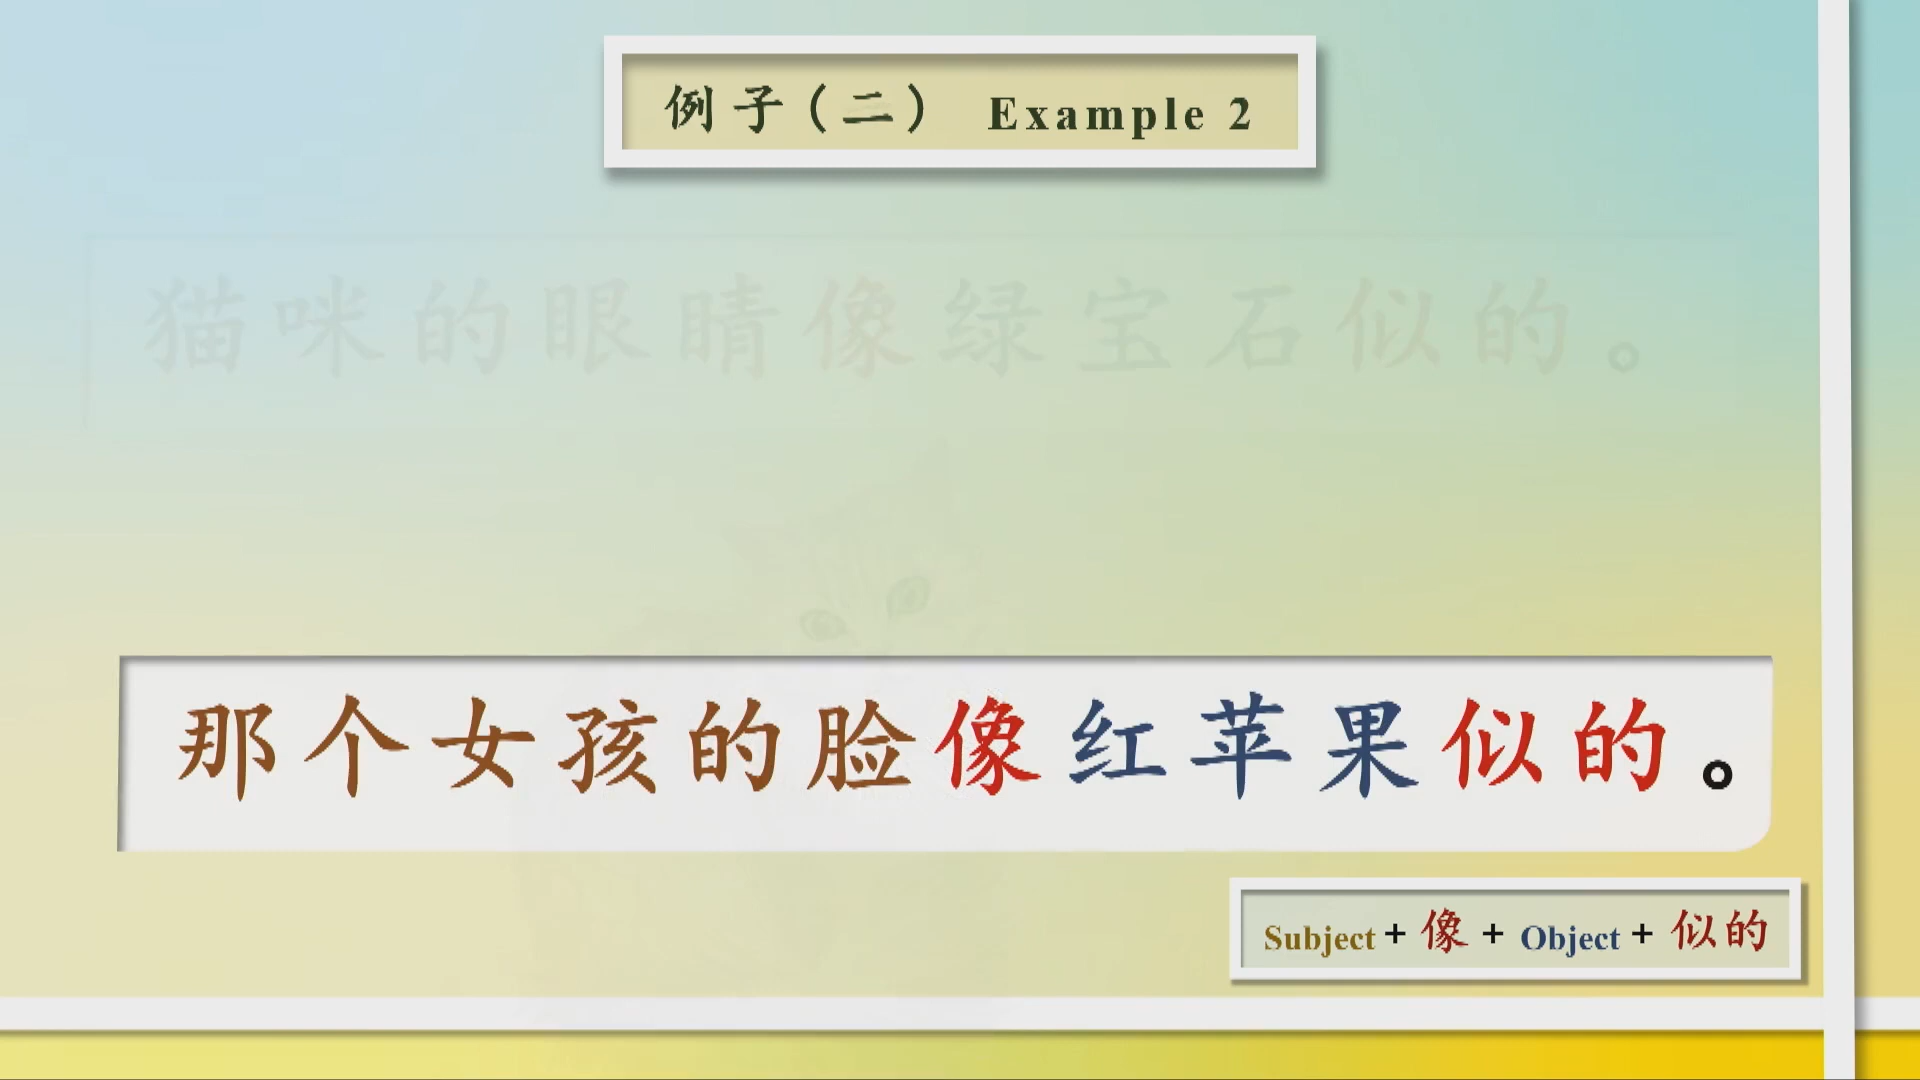 例子(二) Example 2
猫咪的眼睛像绿宝石似的。
那个女孩的脸像红苹果似的。
Subject + 像 + Object + 似的